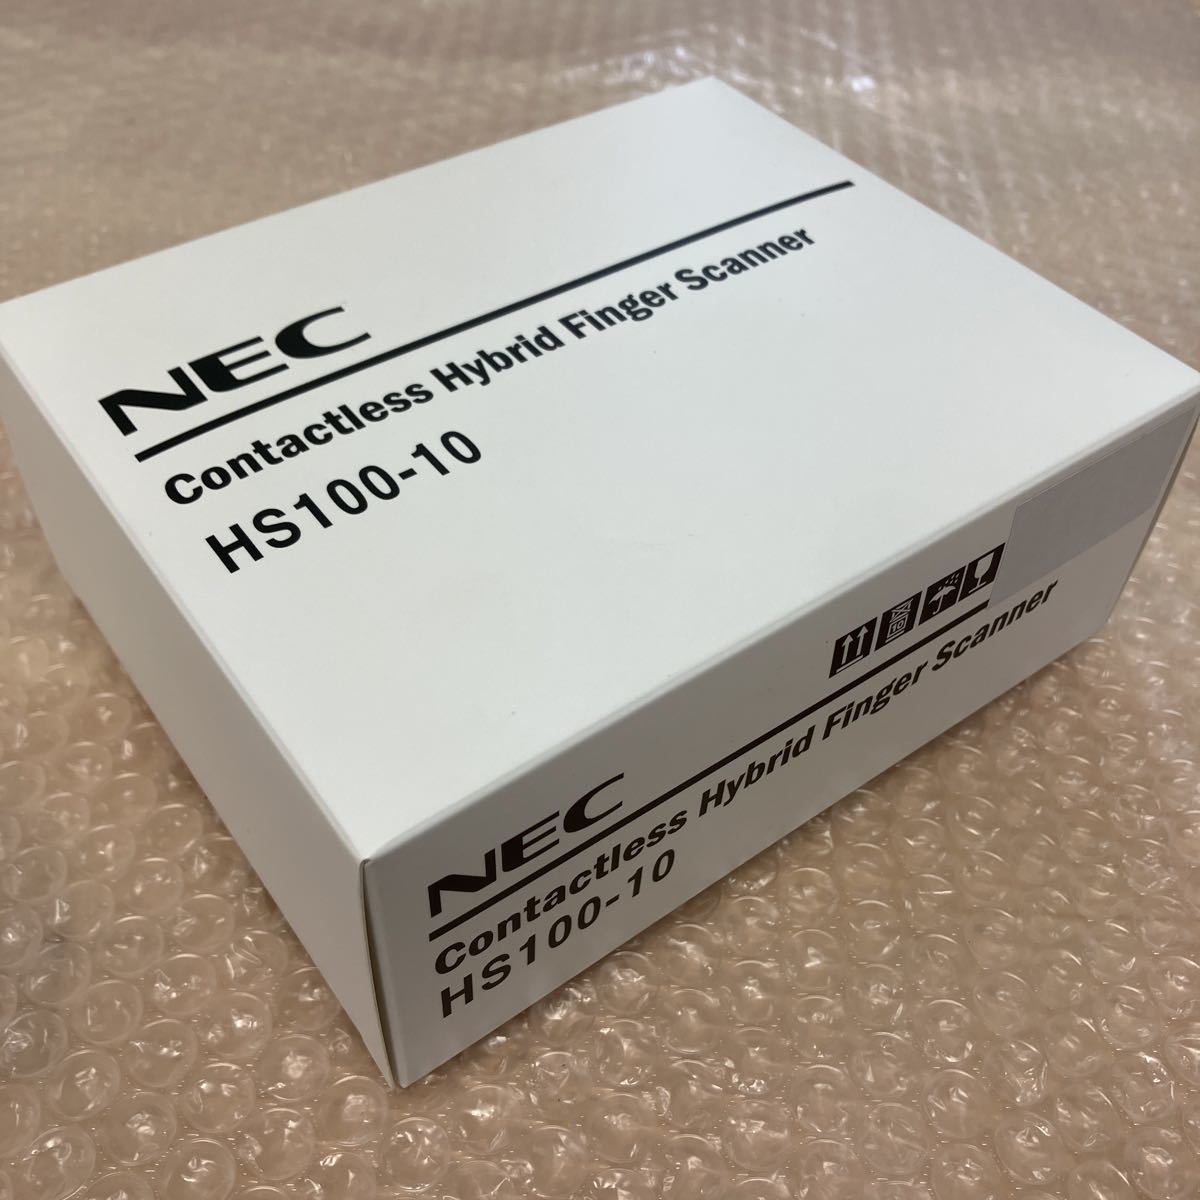 NEC
Contactless Hybrid Finger Scanner
HS100-10
NEC
Contactless Hybrid Finger Scanner
HS100-10